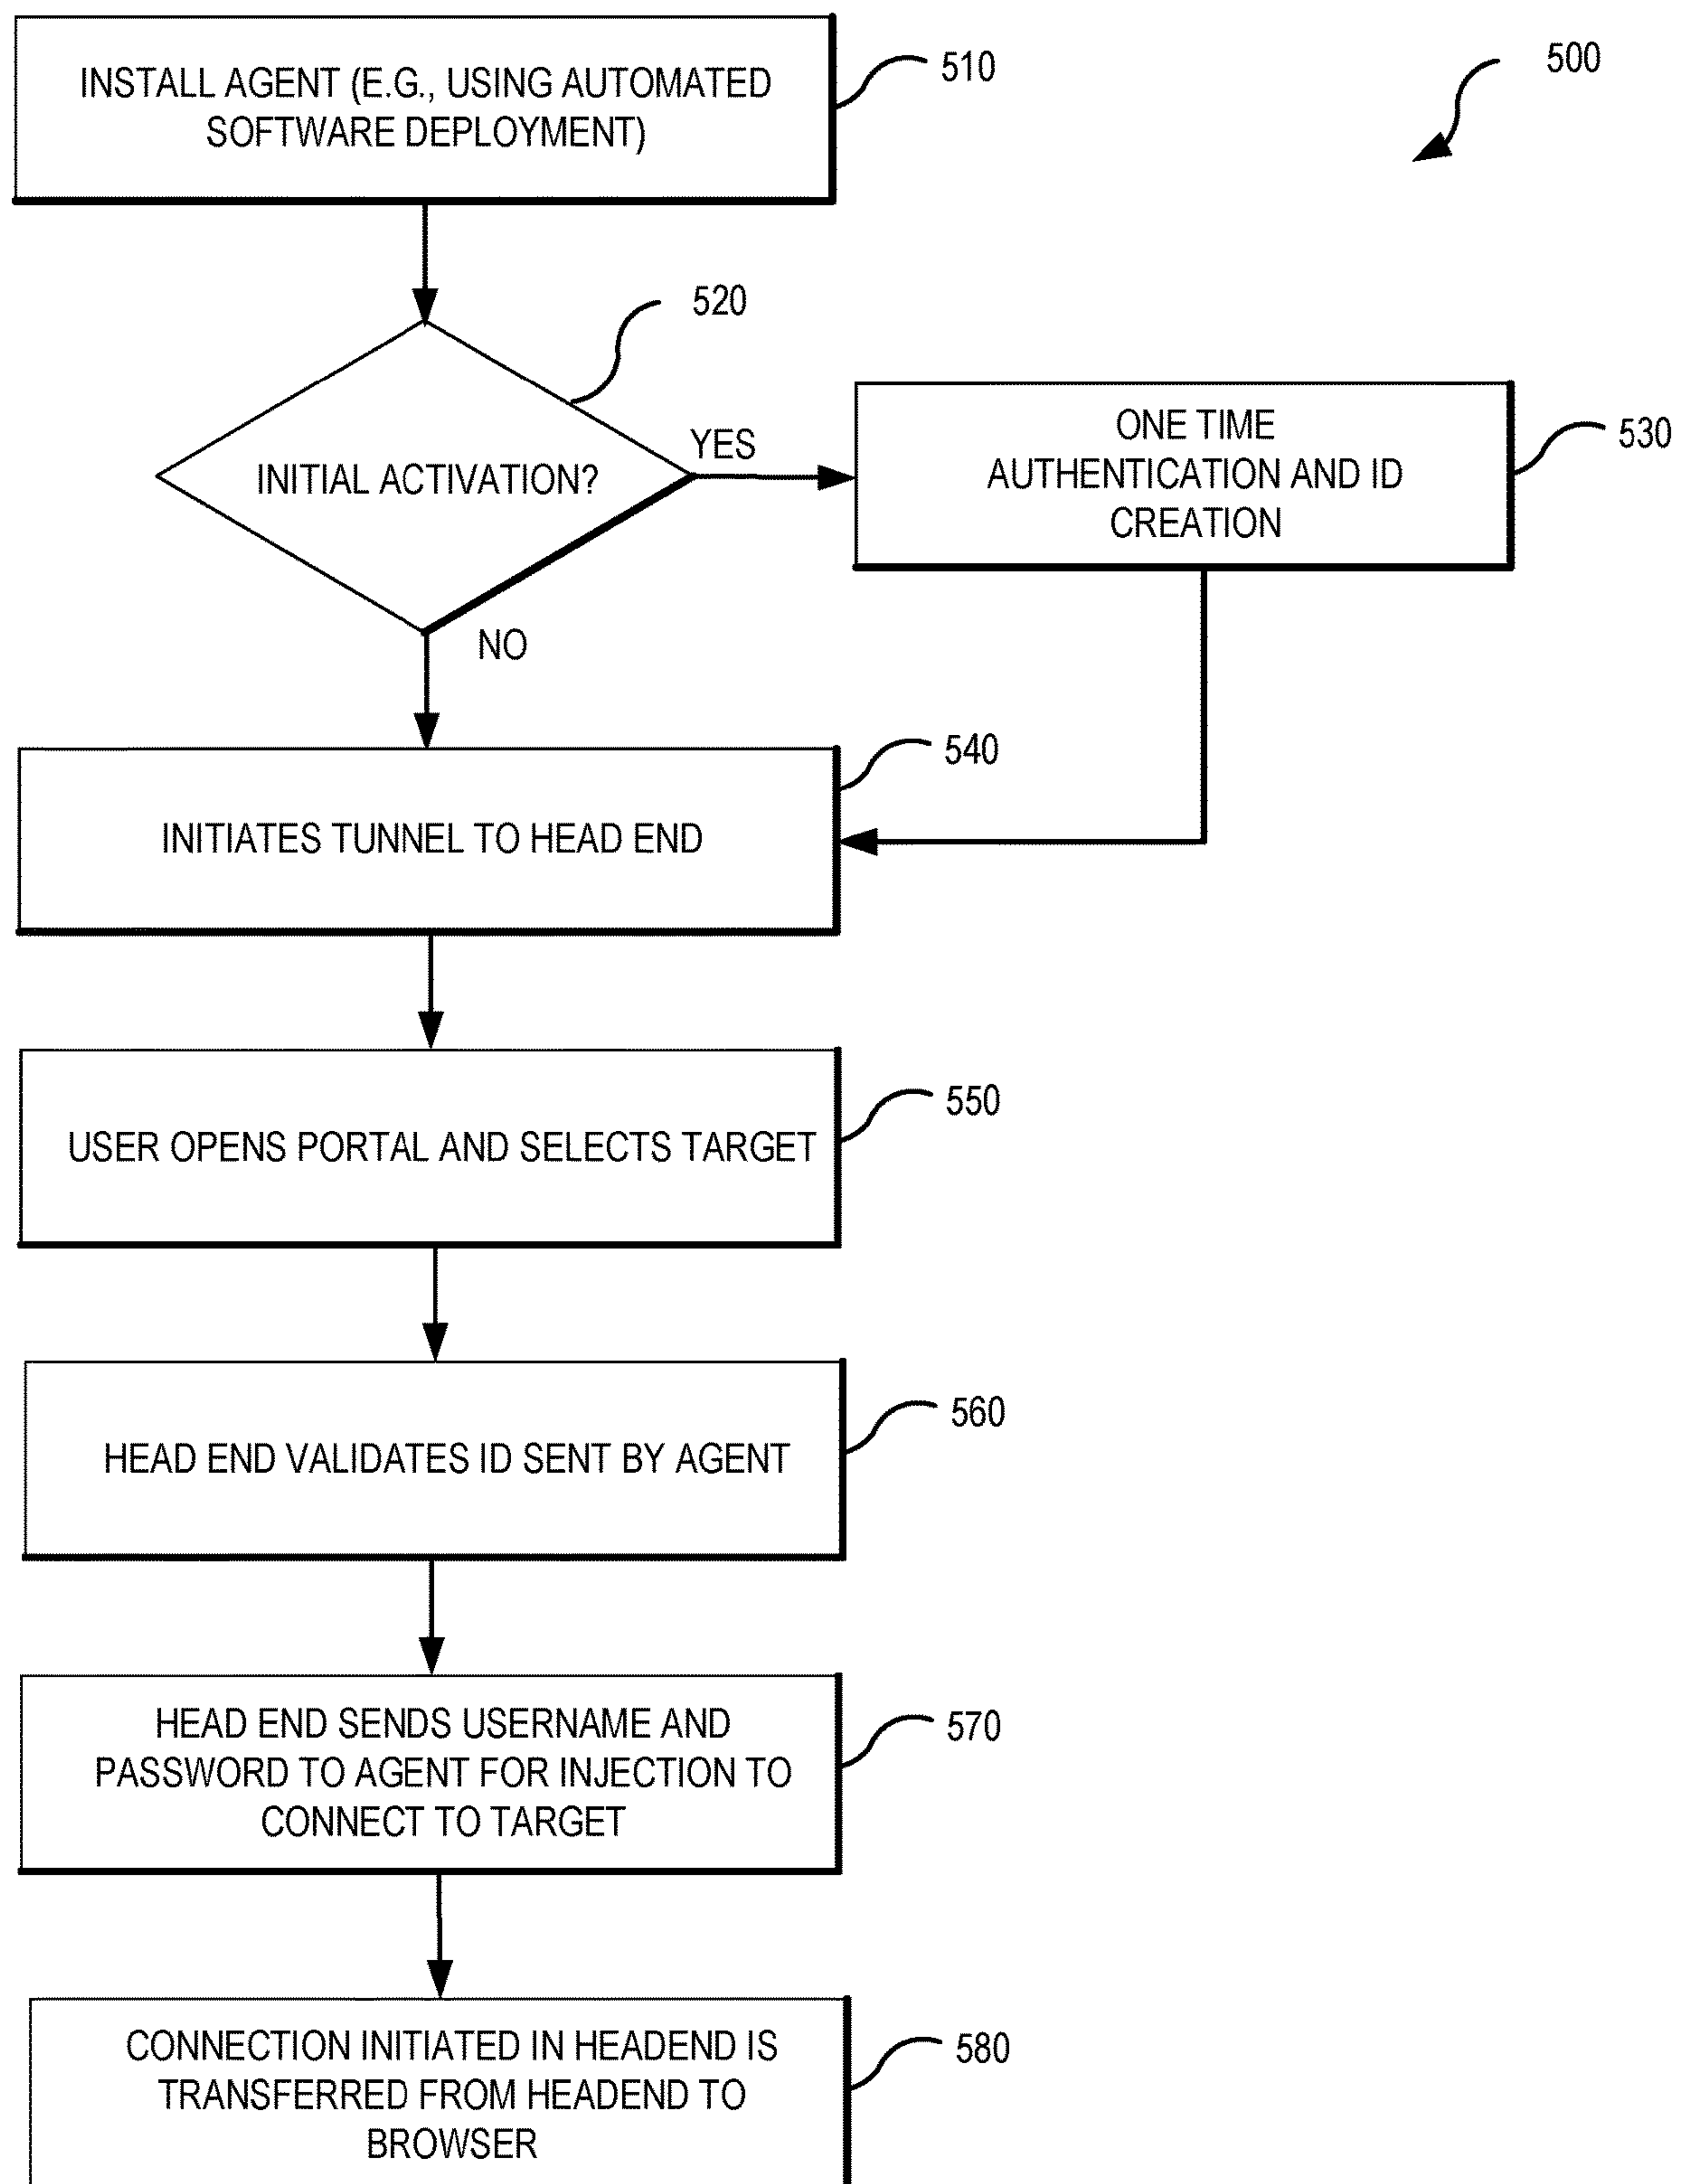 INSTALL AGENT (E.G., USING AUTOMATED
SOFTWARE DEPLOYMENT)
510
500
520
INITIAL ACTIVATION?
YES
ONE TIME
AUTHENTICATION AND ID
CREATION
530
NO
540
INITIATES TUNNEL TO HEAD END
550
USER OPENS PORTAL AND SELECTS TARGET
560
HEAD END VALIDATES ID SENT BY AGENT
HEAD END SENDS USERNAME AND
PASSWORD TO AGENT FOR INJECTION TO
CONNECT TO TARGET
570
CONNECTION INITIATED IN HEADEND IS
TRANSFERRED FROM HEADEND TO
BROWSER
580